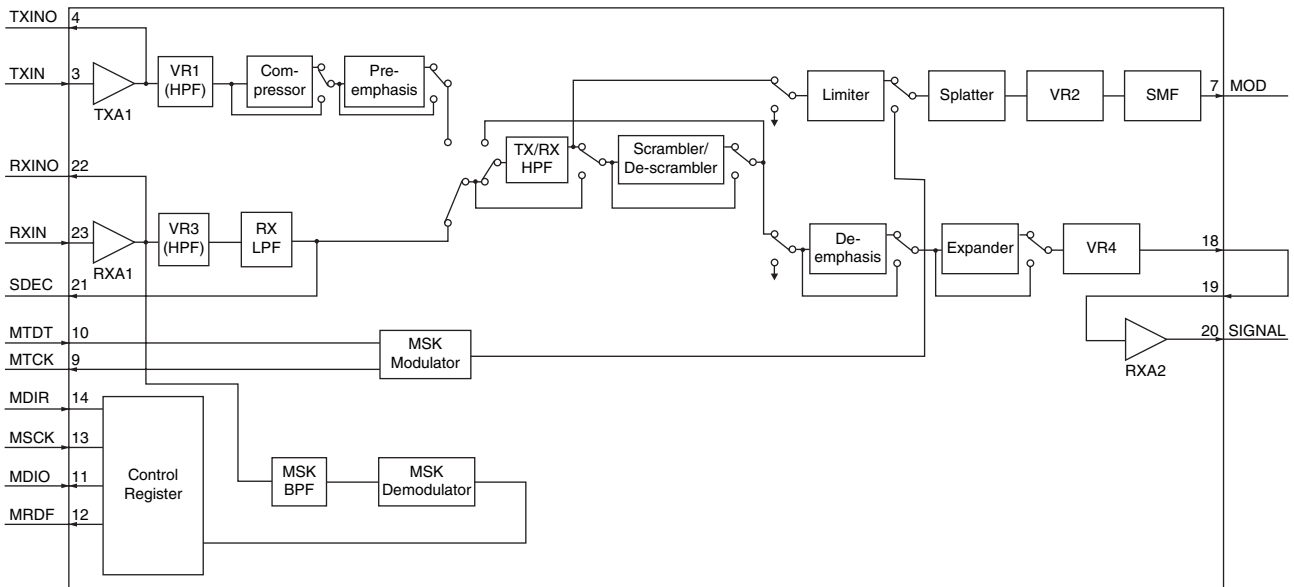 TXINO 4
TXIN 3
TXA1
VR1
(HPF)
Com-
pressor
Pre-
emphasis
Limiter
Splatter
VR2
SMF
7 MOD
RXINO 22
TX/RX
HPF
Scrambler/
De-scrambler
RXIN 23
RXA1
VR3
(HPF)
RX
LPF
De-
emphasis
Expander
VR4
18
SDEC 21
19
MTDT 10
MTCK 9
MSK
Modulator
20 SIGNAL
RXA2
MDIR 14
MSCK 13
MDIO 11
MRDF 12
Control
Register
MSK
BPF
MSK
Demodulator